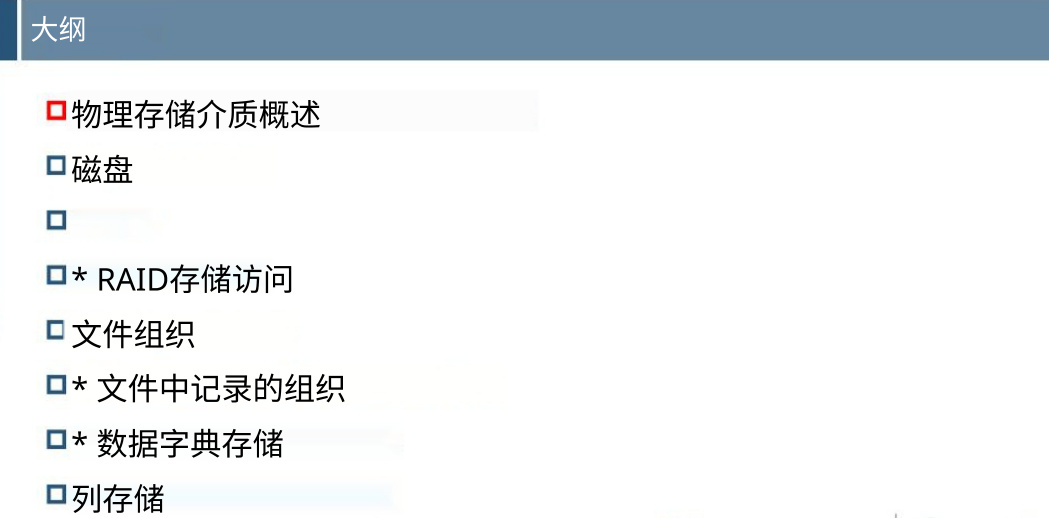 大纲
物理存储介质概述
磁盘
* RAID存储访问
文件组织
* 文件中记录的组织
* 数据字典存储
列存储